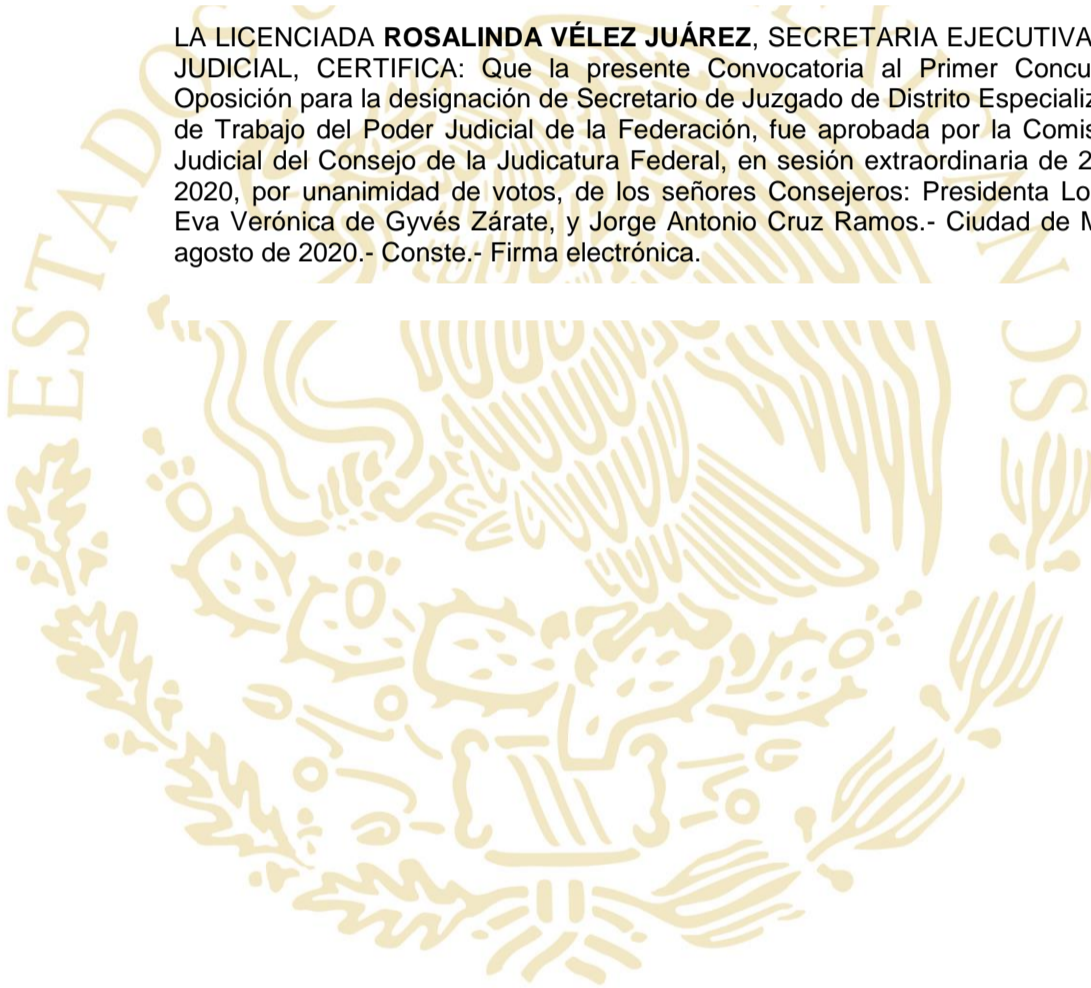 LA LICENCIADA ROSALINDA VÉLEZ JUÁREZ, SECRETARIA EJECUTIVA
JUDICIAL, CERTIFICA: Que la presente Convocatoria al Primer Concu
Oposición para la designación de Secretario de Juzgado de Distrito Especializ
de Trabajo del Poder Judicial de la Federación, fue aprobada por la Comis
Judicial del Consejo de la Judicatura Federal, en sesión extraordinaria de 2
2020, por unanimidad de votos, de los señores Consejeros: Presidenta Lo
Eva Verónica de Gyvés Zárate, y Jorge Antonio Cruz Ramos.- Ciudad de M
agosto de 2020.- Conste.- Firma electrónica.
ESTADOS